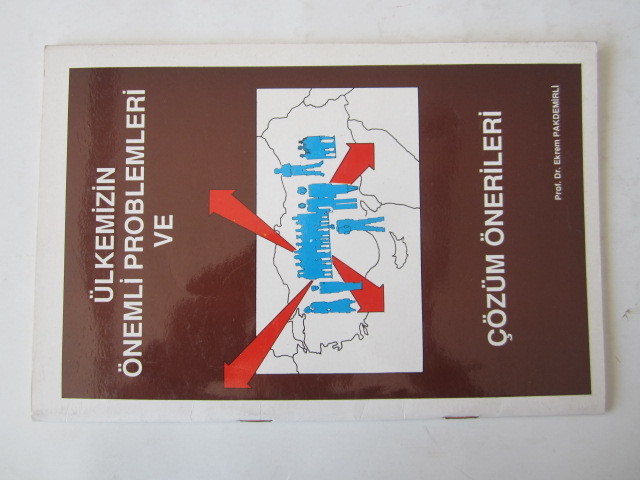 ÜLKEMİZİN
ÖNEMLİ PROBLEMLERİ
VE
ÇÖZÜM ÖNERİLERİ
Prof. Dr. Ekrem PAKDEMİRLİ